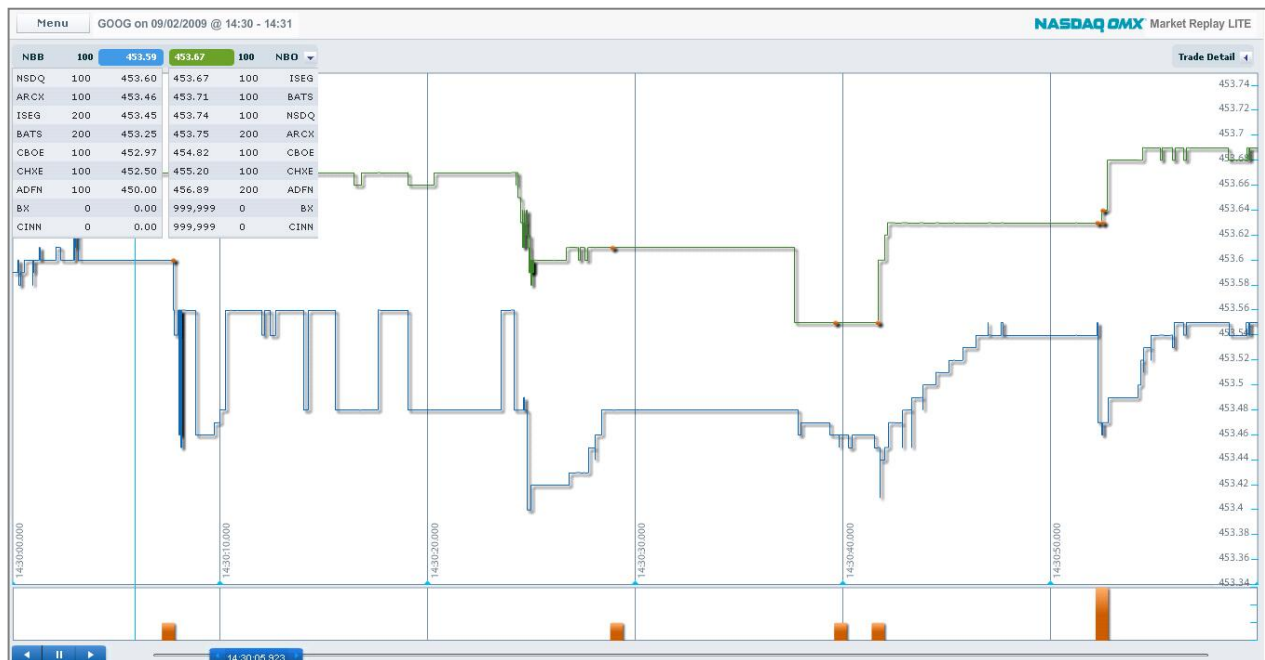 Menu GOOG on 09/02/2009 @ 14:30 - 14:31 NASDAQ OMX Market Replay LITE
NBB 100 453.59 453.67 100 NBO Trade Detail
NSDQ 100 453.60 453.67 100 ISEG
ARCX 100 453.46 453.71 100 BATS
ISEG 200 453.45 453.74 100 NSDQ
BATS 200 453.25 453.75 200 ARCX
CBOE 100 452.97 454.82 100 CBOE
CHXE 100 452.50 455.20 100 CHXE
ADFN 100 450.00 456.89 200 ADFN
BX 0 0.00 999,999 0 BX
CINN 0 0.00 999,999 0 CINN
453.74
453.72
453.7
453.68
453.66
453.64
453.62
453.6
453.58
453.56
453.54
453.52
453.5
453.48
453.46
453.44
453.42
453.4
453.38
453.36
453.34
14:30:00.000 14:30:10.000 14:30:20.000 14:30:30.000 14:30:40.000 14:30:50.000
14:30:05.923